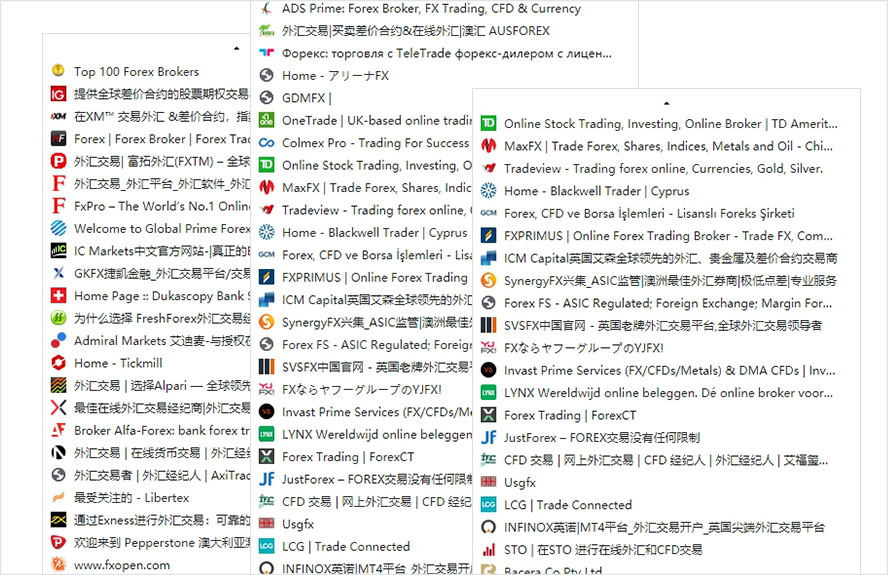 Top 100 Forex Brokers
提供全球差价合约的股票期权交易
在XM™ 交易外汇 &差价合约，指
Forex | Forex Broker | Forex Trad
外汇交易| 富拓外汇(FXTM) – 全球
外汇交易_外汇平台_外汇软件_外汇
FxPro – The World's No.1 Online
Welcome to Global Prime Forex
IC Markets中文官方网站-|真正的
GKFX捷凯金融_外汇交易平台/交易
Home Page :: Dukascopy Bank S
为什么选择 FreshForex外汇交易经
Admiral Markets 艾迪麦-与授权在
Home - Tickmill
外汇交易 | 选择Alpari — 全球领先
最佳在线外汇交易经纪商|外汇交易
Broker Alfa-Forex: bank forex tr
外汇交易 | 在线货币交易 | 外汇经
外汇交易者 | 外汇经纪人 | AxiTrad
最受关注的 - Libertex
通过Exness进行外汇交易：可靠的
欢迎来到 Pepperstone 澳大利亚
www.fxopen.com
ADS Prime: Forex Broker, FX Trading, CFD & Currency
外汇交易|买卖差价合约&在线外汇|澳汇 AUSFOREX
Форекс: торговля с TeleTrade форекс-дилером с лицен...
Home - アリーナFX
GDMFX |
OneTrade | UK-based online tradin
Colmex Pro - Trading For Success
Online Stock Trading, Investing, O
MaxFX | Trade Forex, Shares, Indic
Tradeview - Trading forex online,
Home - Blackwell Trader | Cyprus
Forex, CFD ve Borsa İşlemleri - Lisa
FXPRIMUS | Online Forex Trading
ICM Capital英国艾森全球领先的外汇
SynergyFX兴集_ASIC监管|澳洲最佳外
Forex FS - ASIC Regulated; Foreign
SVSFX中国官网 - 英国老牌外汇交易平
FXならヤフーグループのYJFX!
Invast Prime Services (FX/CFDs/Me
LYNX Wereldwijd online beleggen
Forex Trading | ForexCT
JustForex – FOREX交易没有任何限制
CFD 交易 | 网上外汇交易 | CFD 经纪
Usgfx
LCG | Trade Connected
INFINOX英诺|MT4平台_外汇交易开户
Online Stock Trading, Investing, Online Broker | TD Amerit...
MaxFX | Trade Forex, Shares, Indices, Metals and Oil - Chi...
Tradeview - Trading forex online, Currencies, Gold, Silver.
Home - Blackwell Trader | Cyprus
Forex, CFD ve Borsa İşlemleri - Lisanslı Foreks Şirketi
FXPRIMUS | Online Forex Trading Broker - Trade FX, Com...
ICM Capital英国艾森全球领先的外汇、贵金属及差价合约交易商
SynergyFX兴集_ASIC监管|澳洲最佳外汇券商|极低点差|专业服务
Forex FS - ASIC Regulated; Foreign Exchange; Margin For...
SVSFX中国官网 - 英国老牌外汇交易平台,全球外汇交易领导者
FXならヤフーグループのYJFX!
Invast Prime Services (FX/CFDs/Metals) & DMA CFDs | Inv...
LYNX Wereldwijd online beleggen. Dé online broker voor...
Forex Trading | ForexCT
JustForex – FOREX交易没有任何限制
CFD 交易 | 网上外汇交易 | CFD 经纪人 | 外汇经纪人 | 艾福瓷...
Usgfx
LCG | Trade Connected
INFINOX英诺|MT4平台_外汇交易开户_英国尖端外汇交易平台
STO | 在STO 进行在线外汇和CFD交易
Bacera Co Pty Ltd